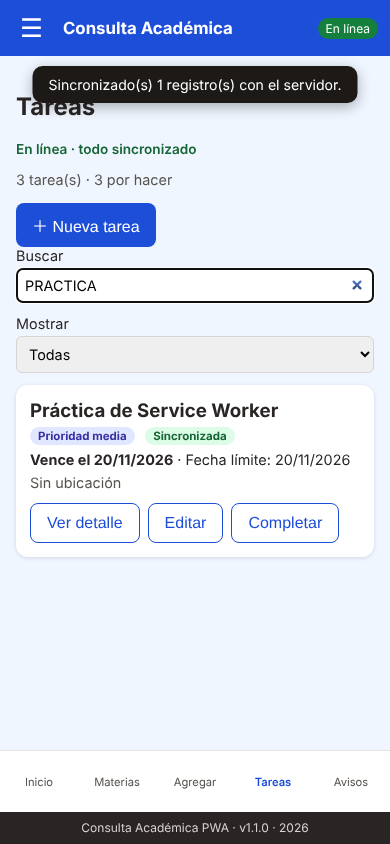 ☰ Consulta Académica En línea
Sincronizado(s) 1 registro(s) con el servidor.
Tareas
En línea · todo sincronizado
3 tarea(s) · 3 por hacer
+ Nueva tarea
Buscar
PRACTICA ×
Mostrar
Todas
Práctica de Service Worker
Prioridad media Sincronizada
Vence el 20/11/2026 · Fecha límite: 20/11/2026
Sin ubicación
Ver detalle Editar Completar
Inicio Materias Agregar Tareas Avisos
Consulta Académica PWA · v1.1.0 · 2026